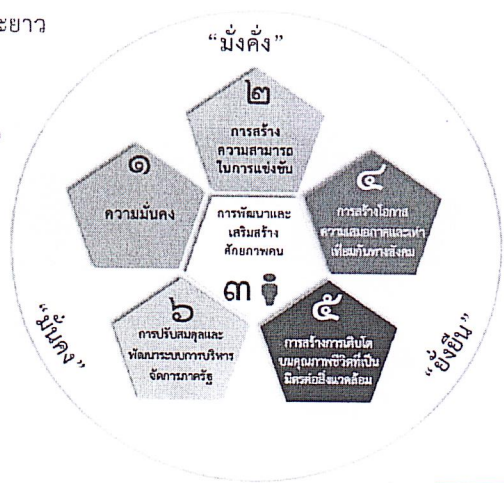 ะยาว
“มั่งคั่ง”
๒
การสร้าง
ความสามารถ
ในการแข่งขัน
๑
ความมั่นคง
การพัฒนาและ
เสริมสร้าง
ศักยภาพคน
๓
๔
การสร้างโอกาส
ความเสมอภาคและเท่า
เทียมกันทางสังคม
๖
การปรับสมดุลและ
พัฒนาระบบการบริหาร
จัดการภาครัฐ
๕
การสร้างการเติบโต
บนคุณภาพชีวิตที่เป็น
มิตรต่อสิ่งแวดล้อม
“มั่นคง”
“ยั่งยืน”